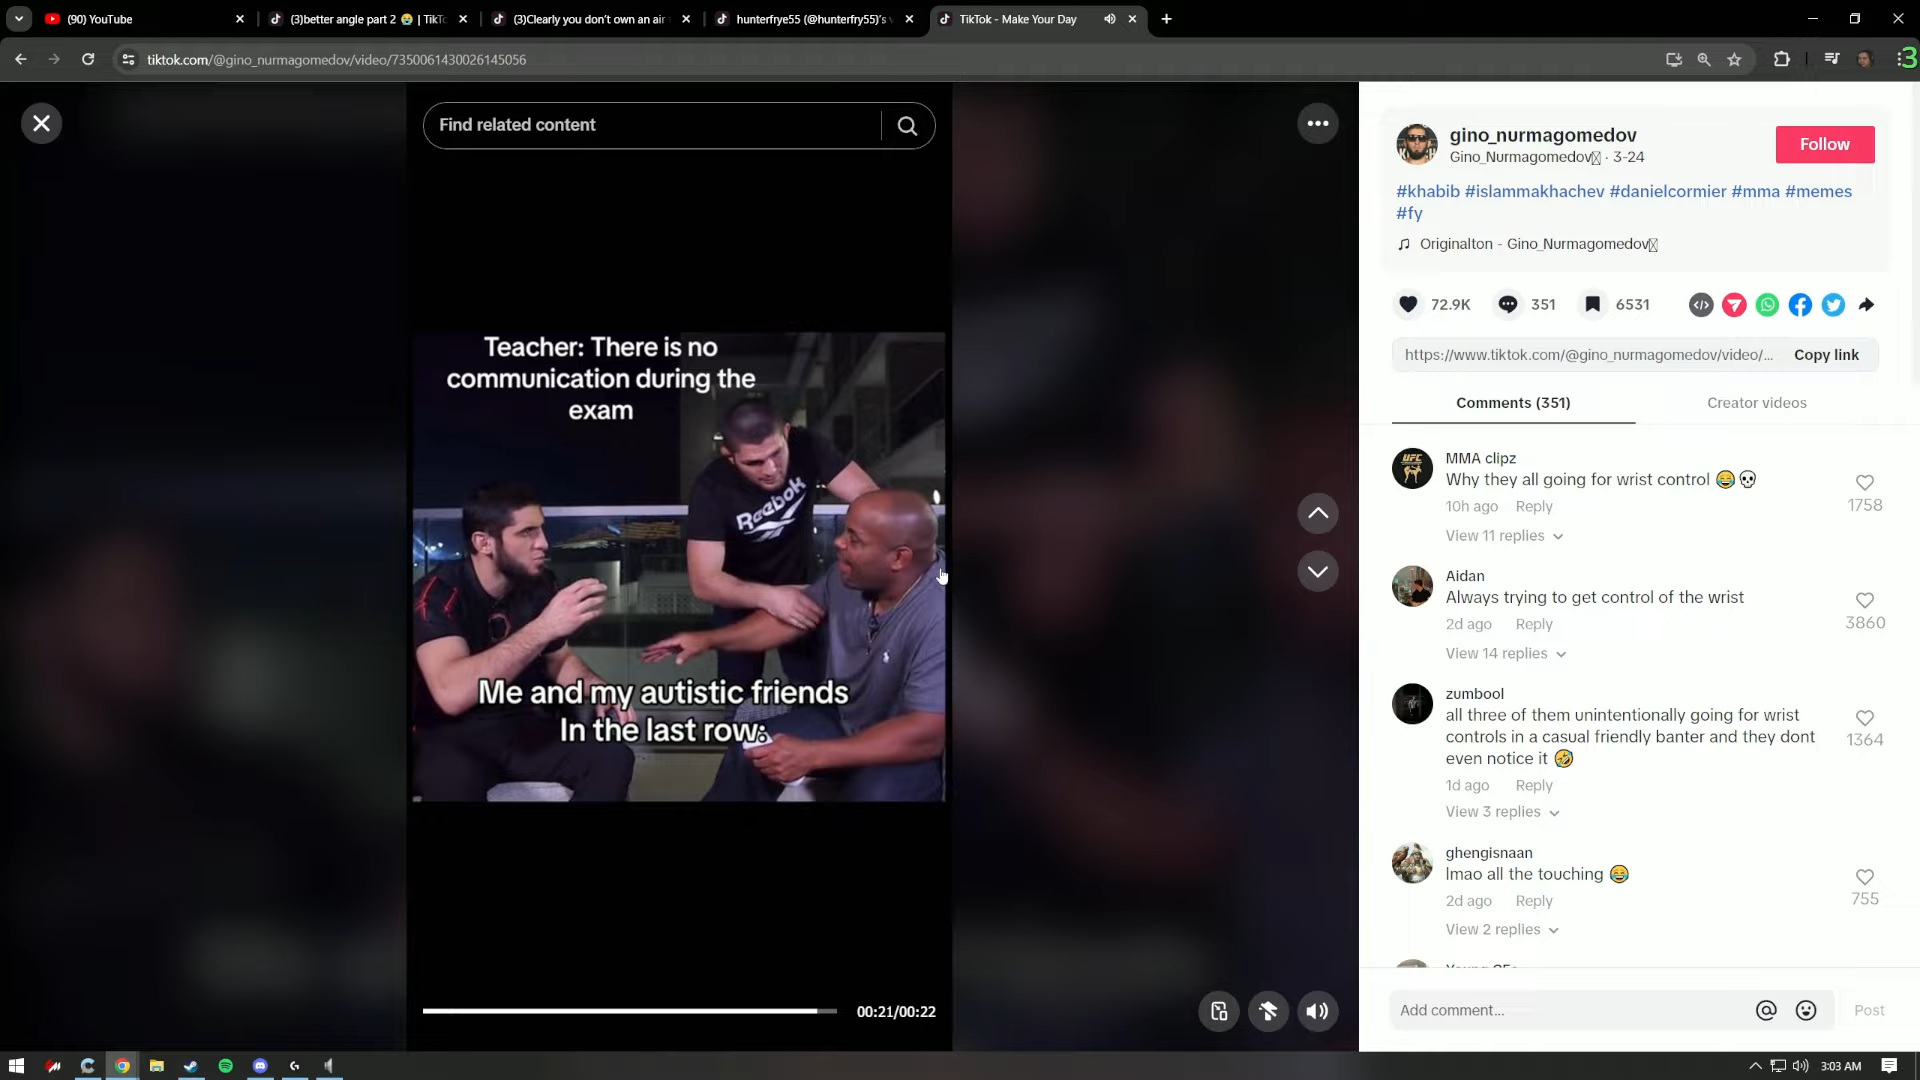 (90) YouTube
(3)better angle part 2 😭 | TikTo
(3)Clearly you don't own an air
hunterfrye55 (@hunterfry55)'s v
TikTok - Make Your Day
tiktok.com/@gino_nurmagomedov/video/7350061430026145056
3
Find related content
gino_nurmagomedov
Gino_Nurmagomedov · 3-24
Follow
#khabib #islammakhachev #danielcormier #mma #memes
#fy
Originalton - Gino_Nurmagomedov
72.9K
351
6531
https://www.tiktok.com/@gino_nurmagomedov/video/...
Copy link
Comments (351)
Creator videos
Teacher: There is no
communication during the
exam
Reebok
Me and my autistic friends
In the last row:
UFC
MMA clipz
Why they all going for wrist control 😂💀
10h ago Reply
1758
View 11 replies
Aidan
Always trying to get control of the wrist
2d ago Reply
3860
View 14 replies
zumbool
all three of them unintentionally going for wrist
controls in a casual friendly banter and they dont
even notice it 🤣
1364
1d ago Reply
View 3 replies
ghengisnaan
lmao all the touching 😂
2d ago Reply
755
View 2 replies
00:21/00:22
Add comment...
Post
3:03 AM